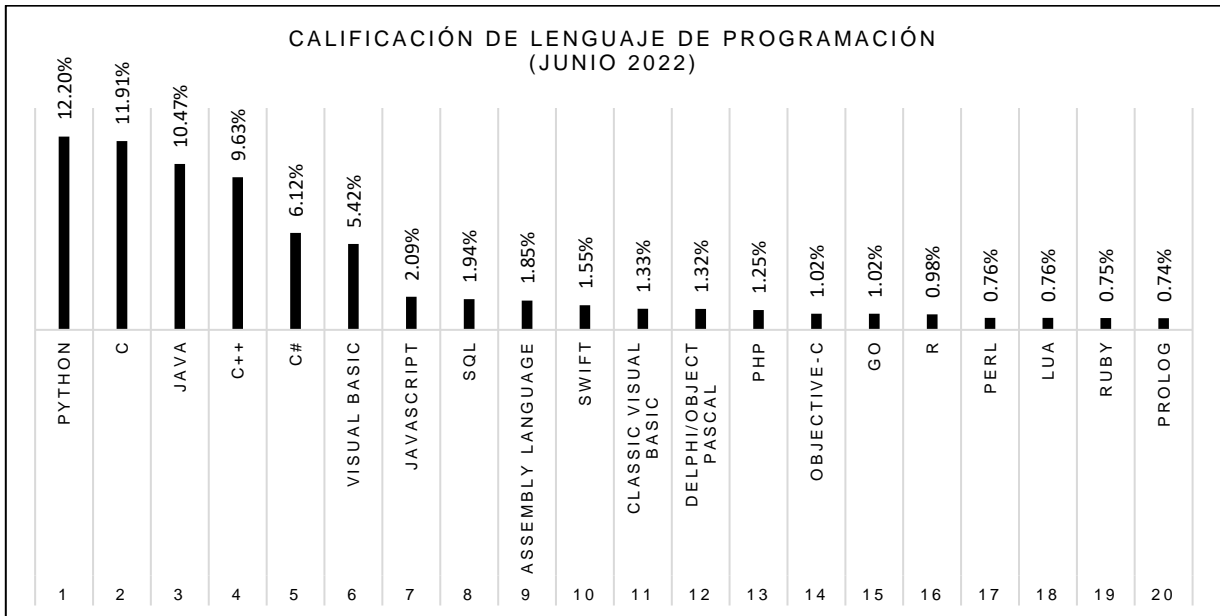 CALIFICACIÓN DE LENGUAJE DE PROGRAMACIÓN
(JUNIO 2022)
12.20%
11.91%
10.47%
9.63%
6.12%
5.42%
2.09%
1.94%
1.85%
1.55%
1.33%
1.32%
1.25%
1.02%
1.02%
0.98%
0.76%
0.76%
0.75%
0.74%
PYTHON
C
JAVA
C++
C#
VISUAL BASIC
JAVASCRIPT
SQL
ASSEMBLY LANGUAGE
SWIFT
CLASSIC VISUAL
BASIC
DELPHI/OBJECT
PASCAL
PHP
OBJECTIVE-C
GO
R
PERL
LUA
RUBY
PROLOG
1 2 3 4 5 6 7 8 9 10 11 12 13 14 15 16 17 18 19 20